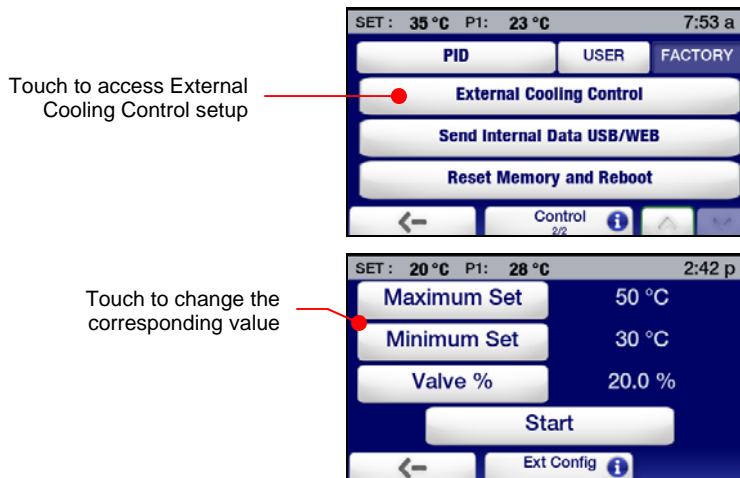 SET : 35 °C P1: 23 °C 7:53 a
PID USER FACTORY
Touch to access External
Cooling Control setup
External Cooling Control
Send Internal Data USB/WEB
Reset Memory and Reboot
Control
2/2
SET : 20 °C P1: 28 °C 2:42 p
Touch to change the
corresponding value
Maximum Set 50 °C
Minimum Set 30 °C
Valve % 20.0 %
Start
Ext Config